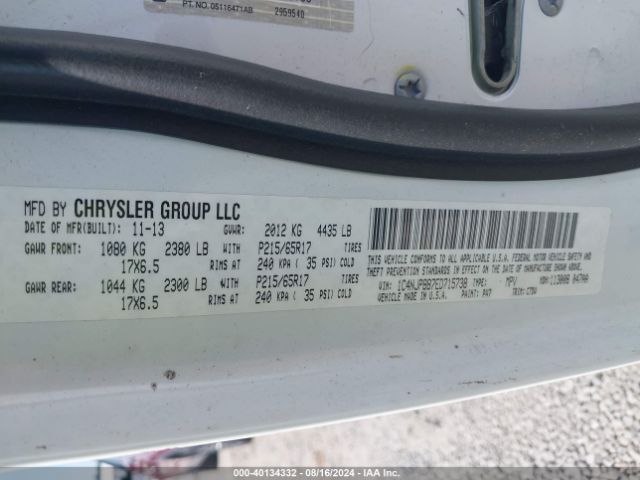 PT. NO. 05116471AB 2959540
MFD BY CHRYSLER GROUP LLC
DATE OF MFR(BUILT): 11-13 GVWR: 2012 KG 4435 LB
GAWR FRONT: 1080 KG 2380 LB WITH P215/65R17 TIRES
17X6.5 RIMS AT 240 KPA ( 35 PSI) COLD
GAWR REAR: 1044 KG 2300 LB WITH P215/65R17 TIRES
17X6.5 RIMS AT 240 KPA ( 35 PSI) COLD
THIS VEHICLE CONFORMS TO ALL APPLICABLE U.S.A. FEDERAL MOTOR VEHICLE SAFETY AND
THEFT PREVENTION STANDARDS IN EFFECT ON THE DATE OF MANUFACTURE SHOWN ABOVE.
VIN: 1C4NJPBB7ED715738 TYPE: MPV MDH: 113008
VEHICLE MADE IN U.S.A. PAINT: PW7 TRIM:
000-40134332 - 08/16/2024 - IAA Inc.